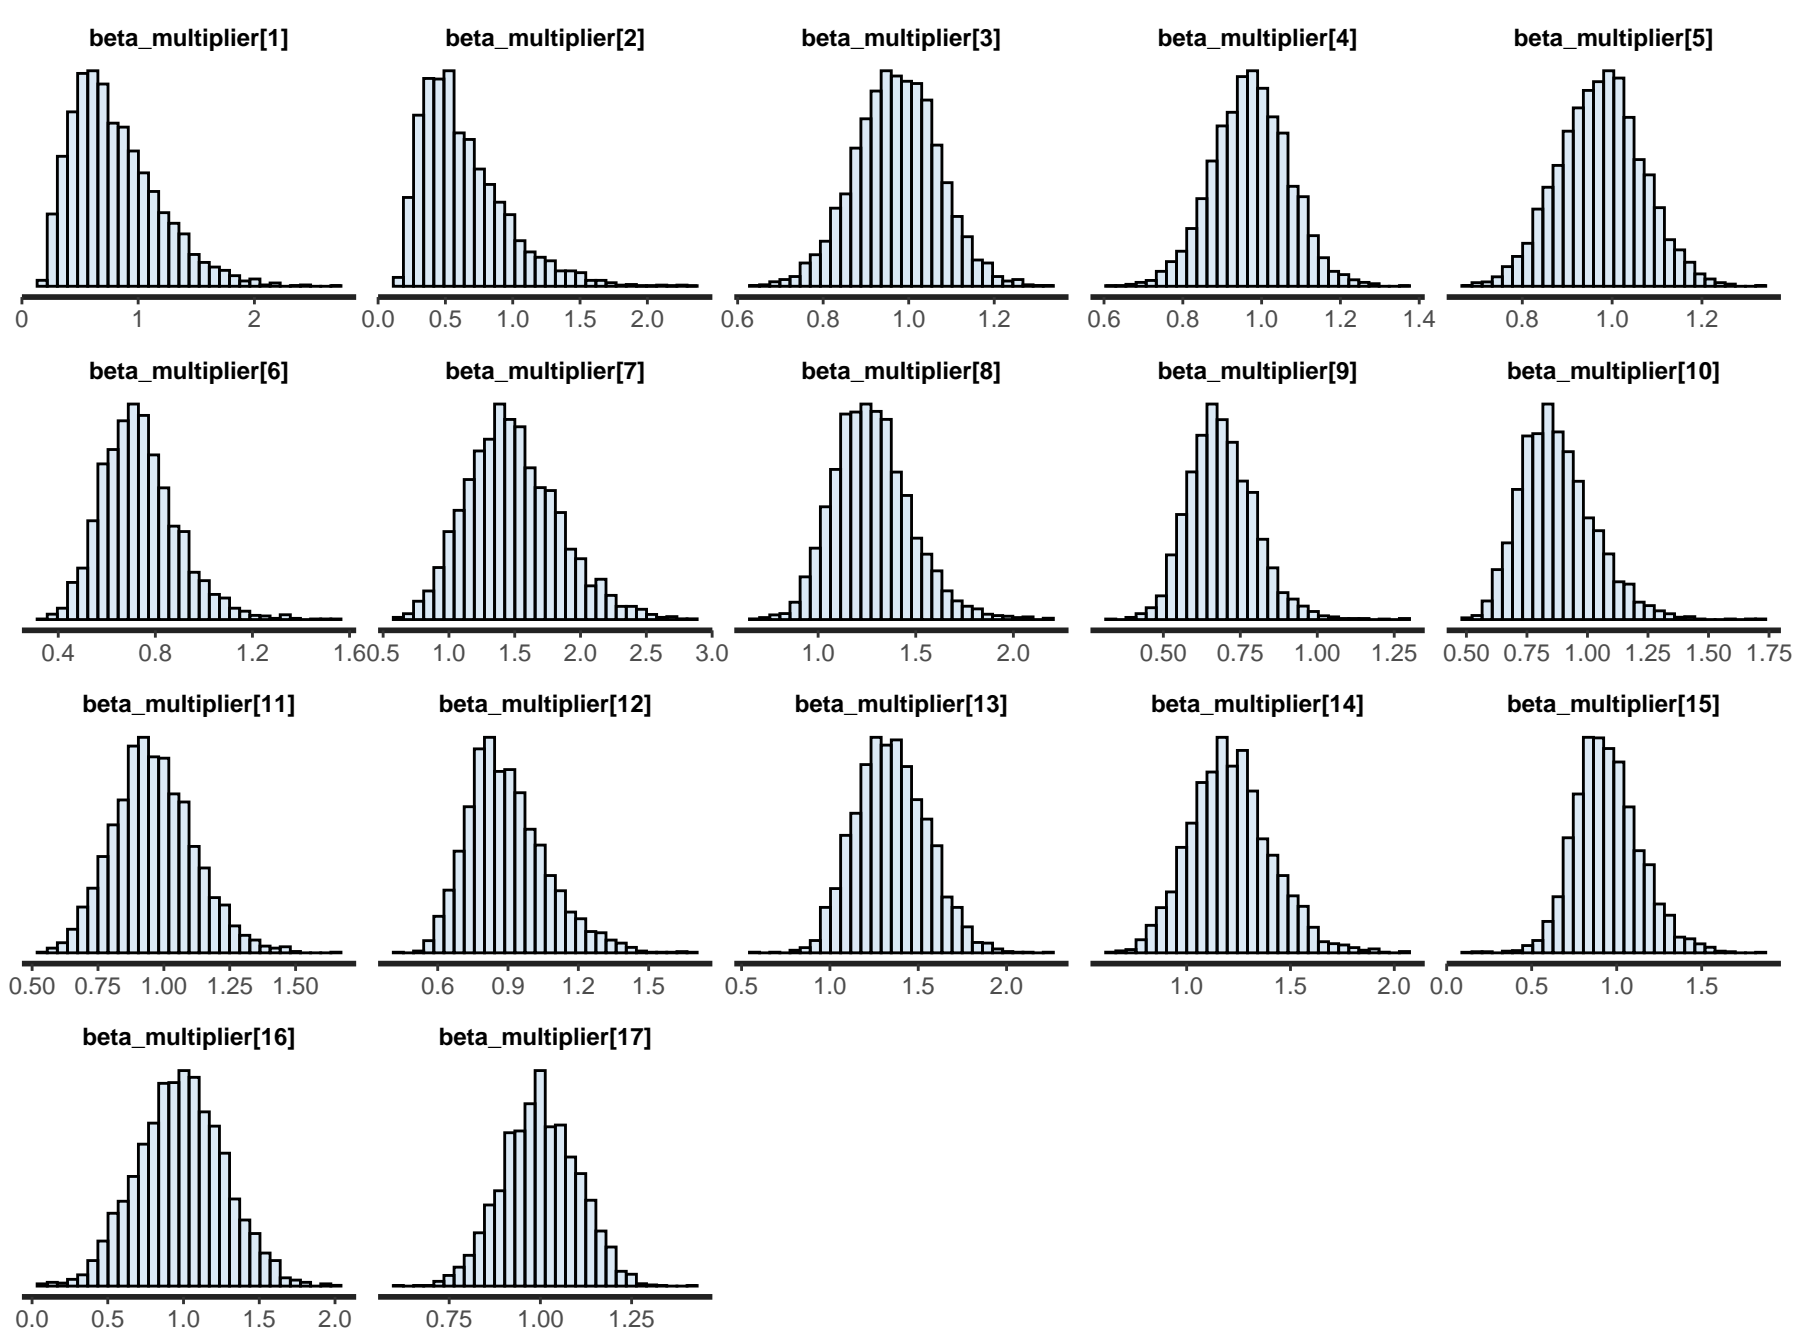 beta_multiplier[1] beta_multiplier[2] beta_multiplier[3] beta_multiplier[4] beta_multiplier[5]
0 1 2 0.0 0.5 1.0 1.5 2.0 0.6 0.8 1.0 1.2 0.6 0.8 1.0 1.2 1.4 0.8 1.0 1.2
beta_multiplier[6] beta_multiplier[7] beta_multiplier[8] beta_multiplier[9] beta_multiplier[10]
0.4 0.8 1.2 1.6 0.5 1.0 1.5 2.0 2.5 3.0 1.0 1.5 2.0 0.50 0.75 1.00 1.25 0.50 0.75 1.00 1.25 1.50 1.75
beta_multiplier[11] beta_multiplier[12] beta_multiplier[13] beta_multiplier[14] beta_multiplier[15]
0.50 0.75 1.00 1.25 1.50 0.6 0.9 1.2 1.5 0.5 1.0 1.5 2.0 1.0 1.5 2.0 0.0 0.5 1.0 1.5
beta_multiplier[16] beta_multiplier[17]
0.0 0.5 1.0 1.5 2.0 0.75 1.00 1.25